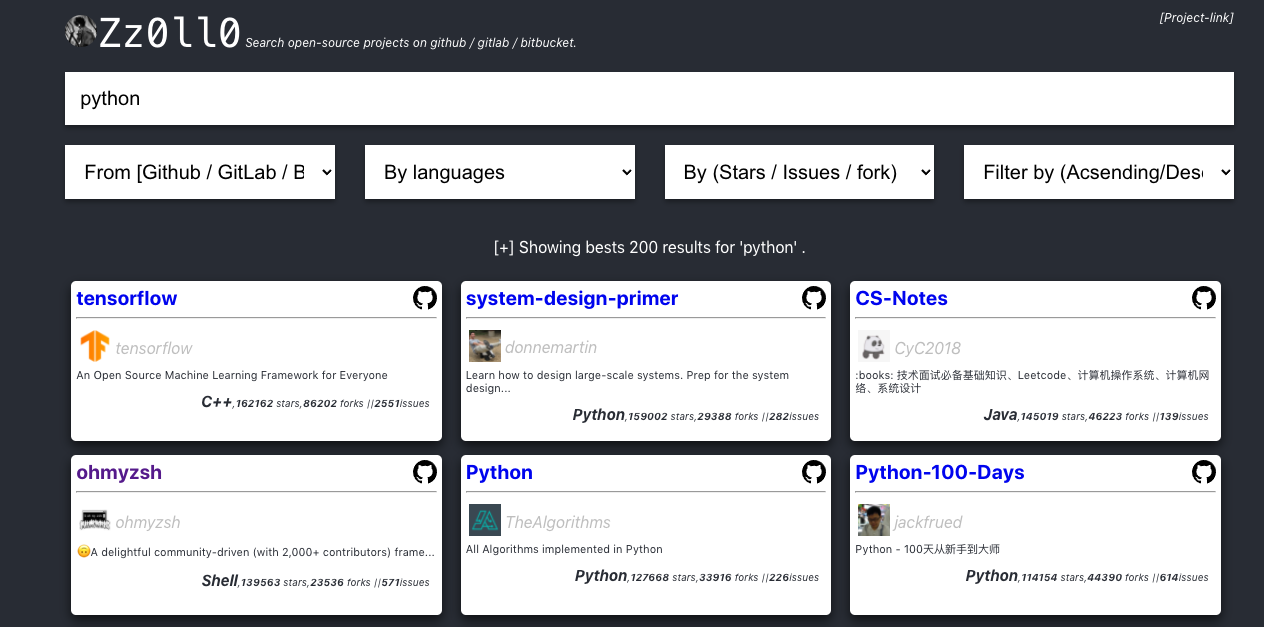 [Project-link]
Zz0ll0 Search open-source projects on github / gitlab / bitbucket.
python
From [Github / GitLab / B
By languages
By (Stars / Issues / fork)
Filter by (Acsending/Des
[+] Showing bests 200 results for 'python' .
tensorflow
tensorflow
An Open Source Machine Learning Framework for Everyone
C++,162162 stars,86202 forks //2551issues
system-design-primer
donnemartin
Learn how to design large-scale systems. Prep for the system
design...
Python,159002 stars,29388 forks //282issues
CS-Notes
CyC2018
:books: 技术面试必备基础知识、Leetcode、计算机操作系统、计算机网
络、系统设计
Java,145019 stars,46223 forks //139issues
ohmyzsh
ohmyzsh
🙃A delightful community-driven (with 2,000+ contributors) frame...
Shell,139563 stars,23536 forks //571issues
Python
TheAlgorithms
All Algorithms implemented in Python
Python,127668 stars,33916 forks //226issues
Python-100-Days
jackfrued
Python - 100天从新手到大师
Python,114154 stars,44390 forks //614issues